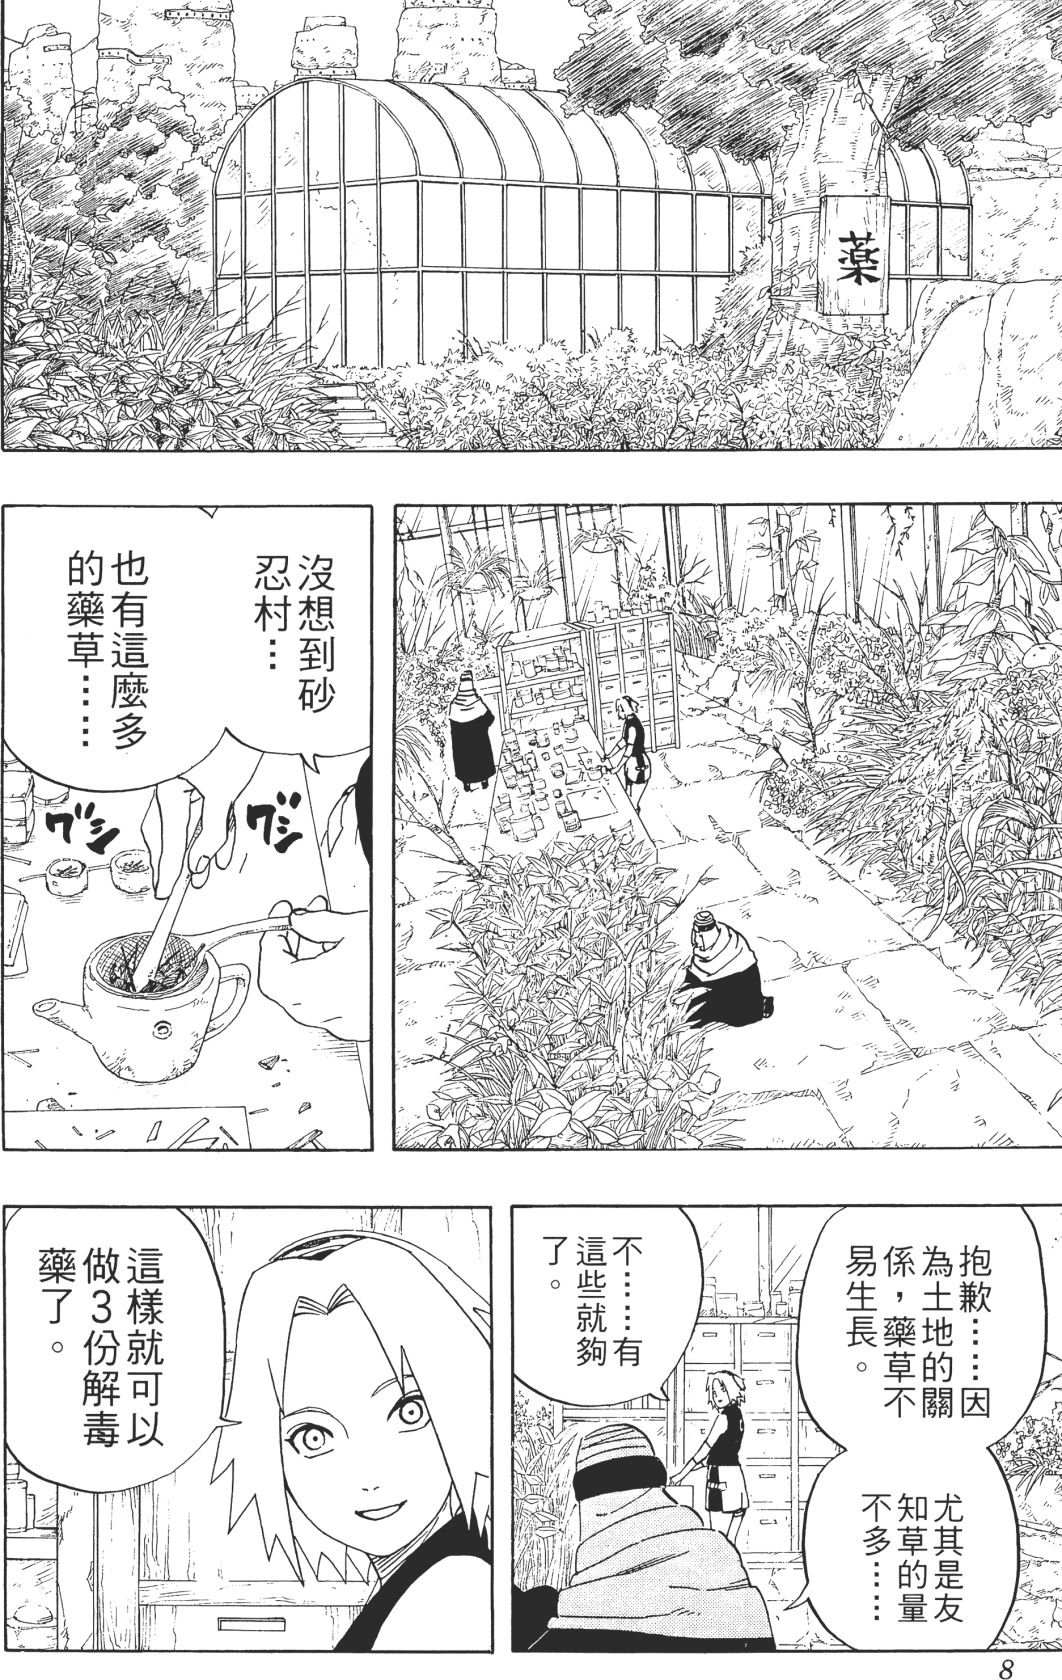 薬
沒想到砂
忍村…
也有這麼多
的藥草……
グシ
グシ
抱歉……因
為土地的關
係，藥草不
易生長。
尤其是友
知草的量
不多……
不……有
這些就夠
了。
這樣就可以
做3份解毒
藥了。
8